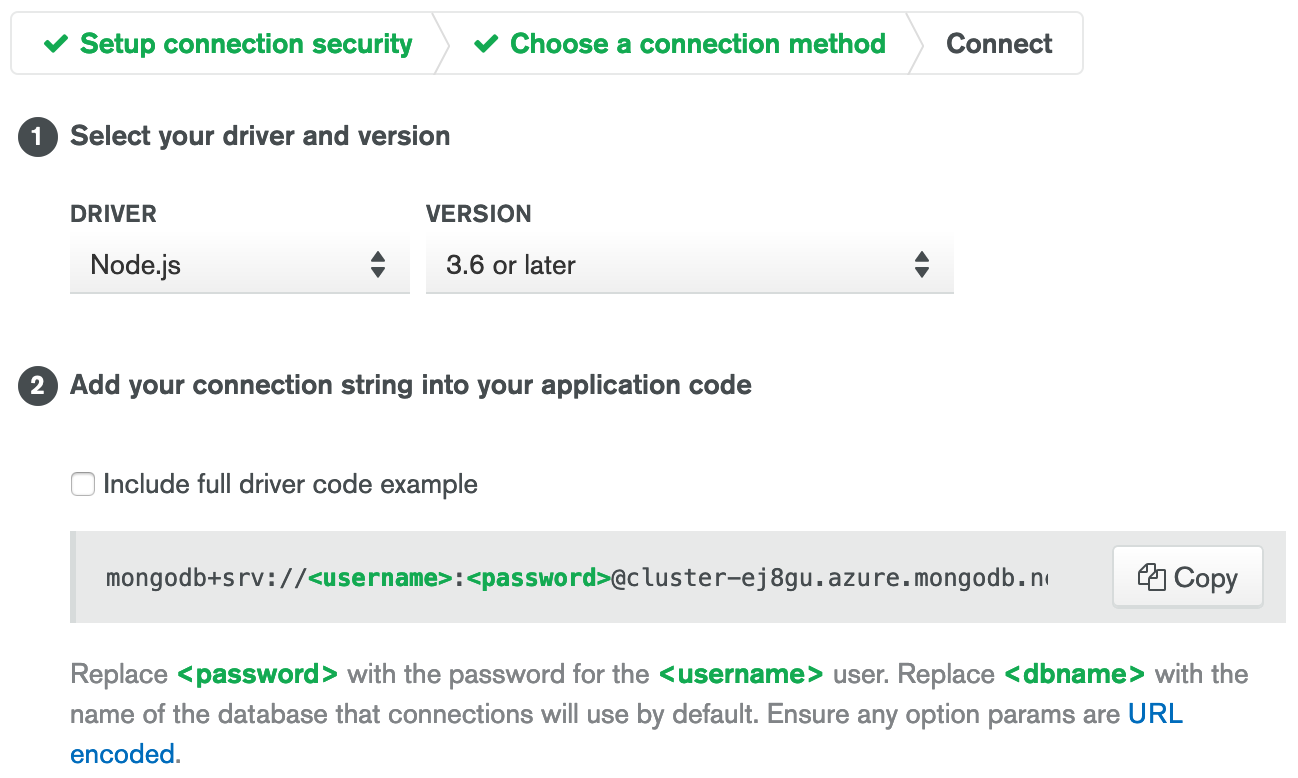 Setup connection security
Choose a connection method
Connect
1 Select your driver and version
DRIVER
VERSION
Node.js
3.6 or later
2 Add your connection string into your application code
Include full driver code example
mongodb+srv://<username>:<password>@cluster-ej8gu.azure.mongodb.n
Copy
Replace <password> with the password for the <username> user. Replace <dbname> with the
name of the database that connections will use by default. Ensure any option params are URL
encoded.